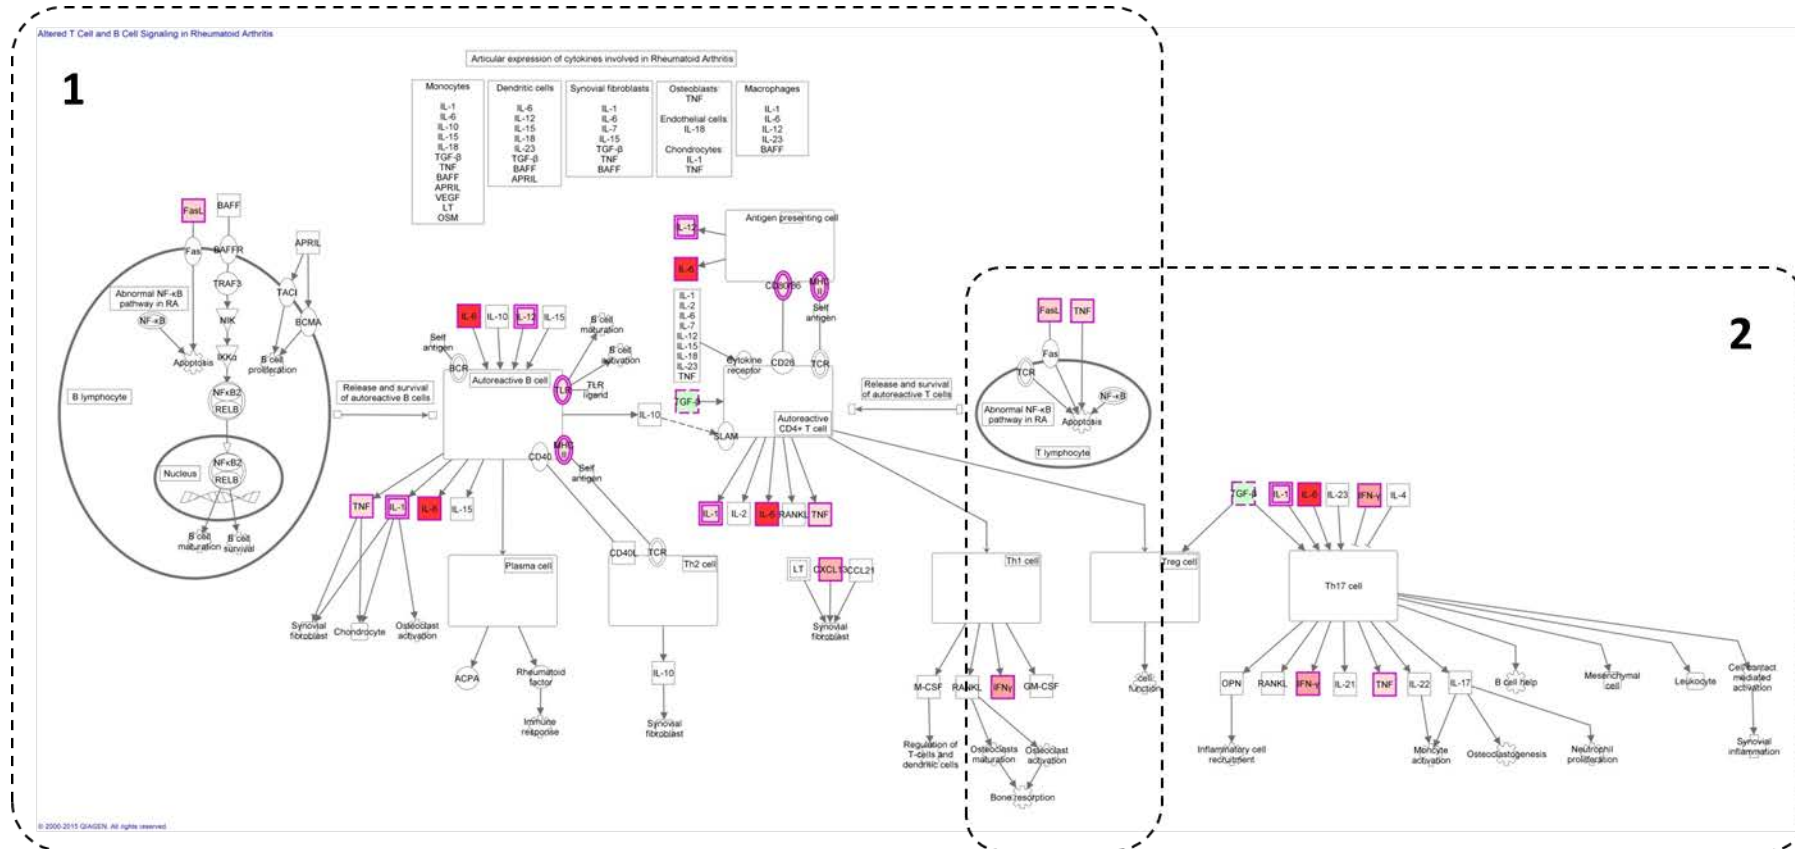 Altered T Cell and B Cell Signaling in Rheumatoid Arthritis
1
Articular expression of cytokines involved in Rheumatoid Arthritis
Monocytes
IL-1
IL-6
IL-10
IL-15
IL-18
TGF-β
TNF
BAFF
APRIL
VEGF
LT
OSM
Dendritic cells
IL-6
IL-12
IL-15
IL-18
IL-23
TGF-β
BAFF
APRIL
Synovial fibroblasts
IL-1
IL-6
IL-7
IL-15
TGF-β
TNF
BAFF
Osteoblasts
TNF
Endothelial cells
IL-18
Chondrocytes
IL-1
TNF
Macrophages
IL-1
IL-6
IL-12
IL-23
BAFF
FasL
BAFF
Fas
BAFFR
APRIL
TRAF3
TACI
Abnormal NF-κB
pathway in RA
NF-κB
NIK
BCMA
Apoptosis
IKKα
B cell
proliferation
B lymphocyte
NFκB2
RELB
Nucleus
NFκB2
RELB
B cell
maturation
B cell
survival
Release and survival
of autoreactive B cells
IL-6
IL-10
IL-12
IL-15
Self
antigen
BCR
Autoreactive B cell
B cell
maturation
B cell
activation
TLR
TLR
ligand
IL-10
CD40
MHC
II
Self
antigen
TNF
IL-1
IL-6
IL-15
Synovial
fibroblast
Chondrocyte
Osteoclast
activation
Plasma cell
ACPA
Rheumatoid
factor
Immune
response
CD40L
TCR
Th2 cell
IL-10
Synovial
fibroblast
IL-12
IL-6
Antigen presenting cell
CD80/86
MHC
II
Self
antigen
IL-1
IL-2
IL-6
IL-7
IL-12
IL-15
IL-18
IL-23
TNF
Cytokine
receptor
CD28
TCR
TGF-β
SLAM
Autoreactive
CD4+ T cell
Release and survival
of autoreactive T cells
IL-1
IL-2
IL-6
RANKL
TNF
LT
CXCL13
CCL21
Synovial
fibroblast
Th1 cell
M-CSF
RANKL
IFNγ
GM-CSF
Regulation of
T-cells and
dendritic cells
Osteoclasts
maturation
Osteoclast
activation
Bone resorption
2
FasL
TNF
Fas
TCR
NF-κB
Abnormal NF-κB
pathway in RA
Apoptosis
T lymphocyte
Treg cell
cell
function
TGF-β
IL-1
IL-6
IL-23
IFN-γ
IL-4
Th17 cell
OPN
RANKL
IFN-γ
IL-21
TNF
IL-22
IL-17
B cell help
Mesenchymal
cell
Leukocyte
Cell contact
mediated
activation
Inflammatory cell
recruitment
Monocyte
activation
Osteoclastogenesis
Neutrophil
proliferation
Synovial
inflammation
© 2000-2015 QIAGEN. All rights reserved.